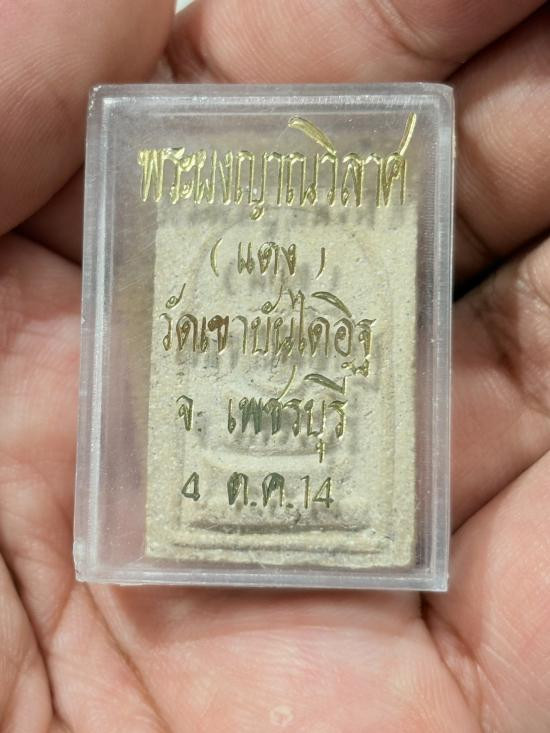 พระผงญาณวิลาศ
(แดง)
วัดเขาบันไดอิฐ
จ. เพชรบุรี
4 ต.ค.14